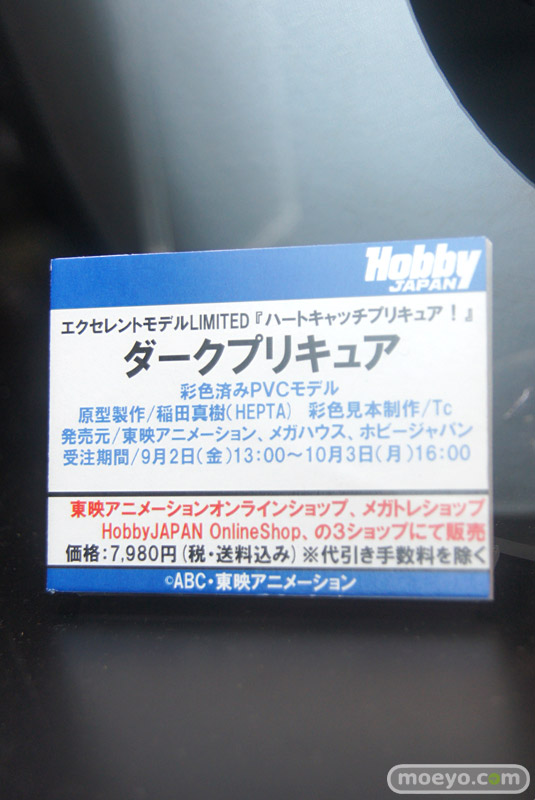 Hobby
JAPAN
エクセレントモデルLIMITED『ハートキャッチプリキュア！』
ダークプリキュア
彩色済みPVCモデル
原型製作/稲田真樹(HEPTA)　彩色見本制作/Tc
発売元/東映アニメーション、メガハウス、ホビージャパン
受注期間/9月2日(金)13:00～10月3日(月)16:00
東映アニメーションオンラインショップ、メガトレショップ
HobbyJAPAN OnlineShop、の3ショップにて販売
価格:7,980円(税・送料込み)※代引き手数料を除く
©ABC・東映アニメーション
moeyo.com